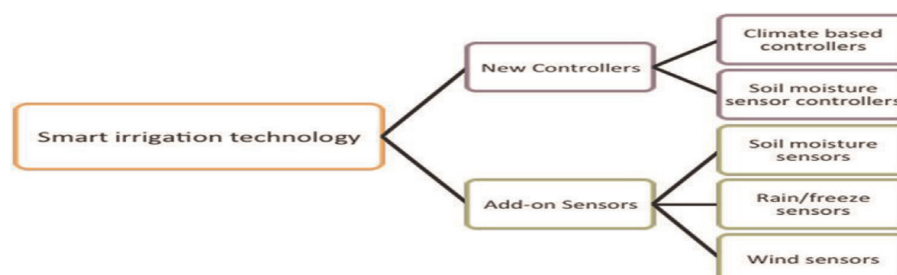 Smart irrigation technology
New Controllers
Climate based
controllers
Soil moisture
sensor controllers
Add-on Sensors
Soil moisture
sensors
Rain/freeze
sensors
Wind sensors